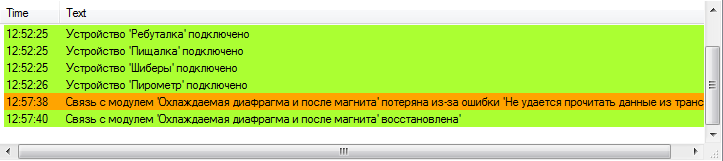 Time Text
12:52:25 Устройство 'Ребуталка' подключено
12:52:25 Устройство 'Пищалка' подключено
12:52:25 Устройство 'Шиберы' подключено
12:52:26 Устройство 'Пирометр' подключено
12:57:38 Связь с модулем 'Охлаждаемая диафрагма и после магнита' потеряна из-за ошибки 'Не удается прочитать данные из транс
12:57:40 Связь с модулем 'Охлаждаемая диафрагма и после магнита' восстановлена'